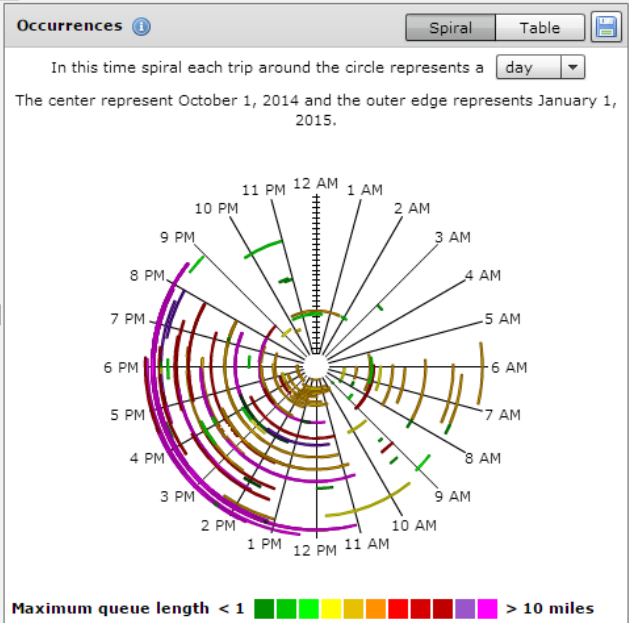 Occurrences i Spiral Table
In this time spiral each trip around the circle represents a day
The center represent October 1, 2014 and the outer edge represents January 1,
2015.
12 AM
11 PM 1 AM
10 PM 2 AM
9 PM 3 AM
8 PM 4 AM
7 PM 5 AM
6 PM 6 AM
5 PM 7 AM
4 PM 8 AM
3 PM 9 AM
2 PM 10 AM
1 PM 12 PM 11 AM
Maximum queue length < 1 > 10 miles